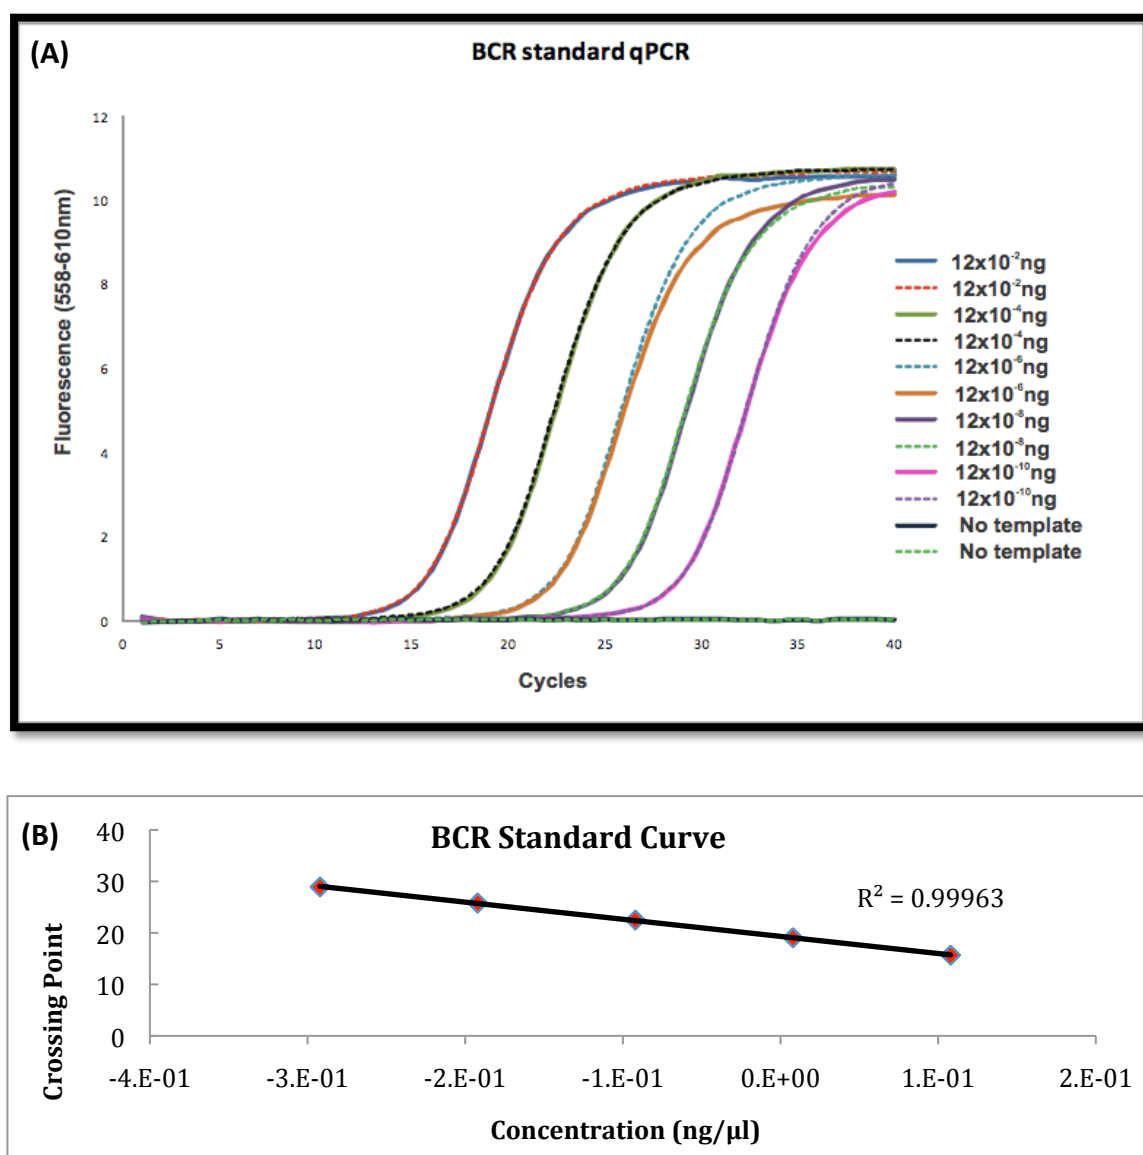 (A)
BCR standard qPCR
12
10
8
6
4
2
0
Fluorescence (558-610nm)
0 5 10 15 20 25 30 35 40
Cycles
12x10⁻²ng
12x10⁻²ng
12x10⁻⁴ng
12x10⁻⁴ng
12x10⁻⁶ng
12x10⁻⁶ng
12x10⁻⁸ng
12x10⁻⁸ng
12x10⁻¹⁰ng
12x10⁻¹⁰ng
No template
No template
(B)
BCR Standard Curve
40
30
20
10
0
Crossing Point
R² = 0.99963
-4.E-01 -3.E-01 -2.E-01 -1.E-01 0.E+00 1.E-01 2.E-01
Concentration (ng/µl)